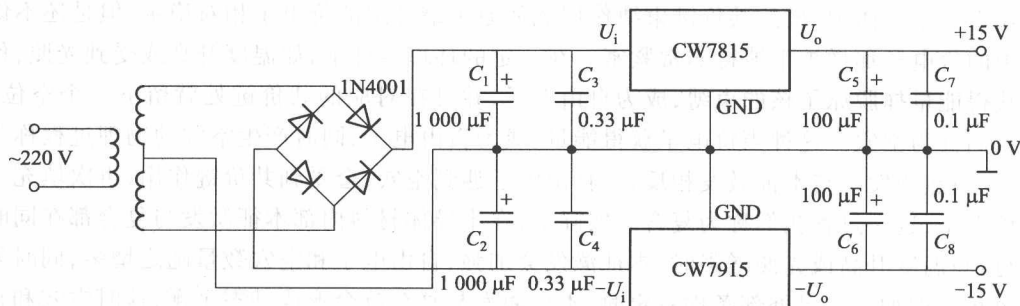 Uᵢ
CW7815
Uₒ
+15 V
1N4001
C₁
+
C₃
GND
C₅
+
C₇
1 000 μF
0.33 μF
100 μF
0.1 μF
~220 V
0 V
GND
100 μF
0.1 μF
+
C₂
C₄
+
C₆
C₈
1 000 μF
0.33 μF
-Uᵢ
CW7915
-Uₒ
-15 V